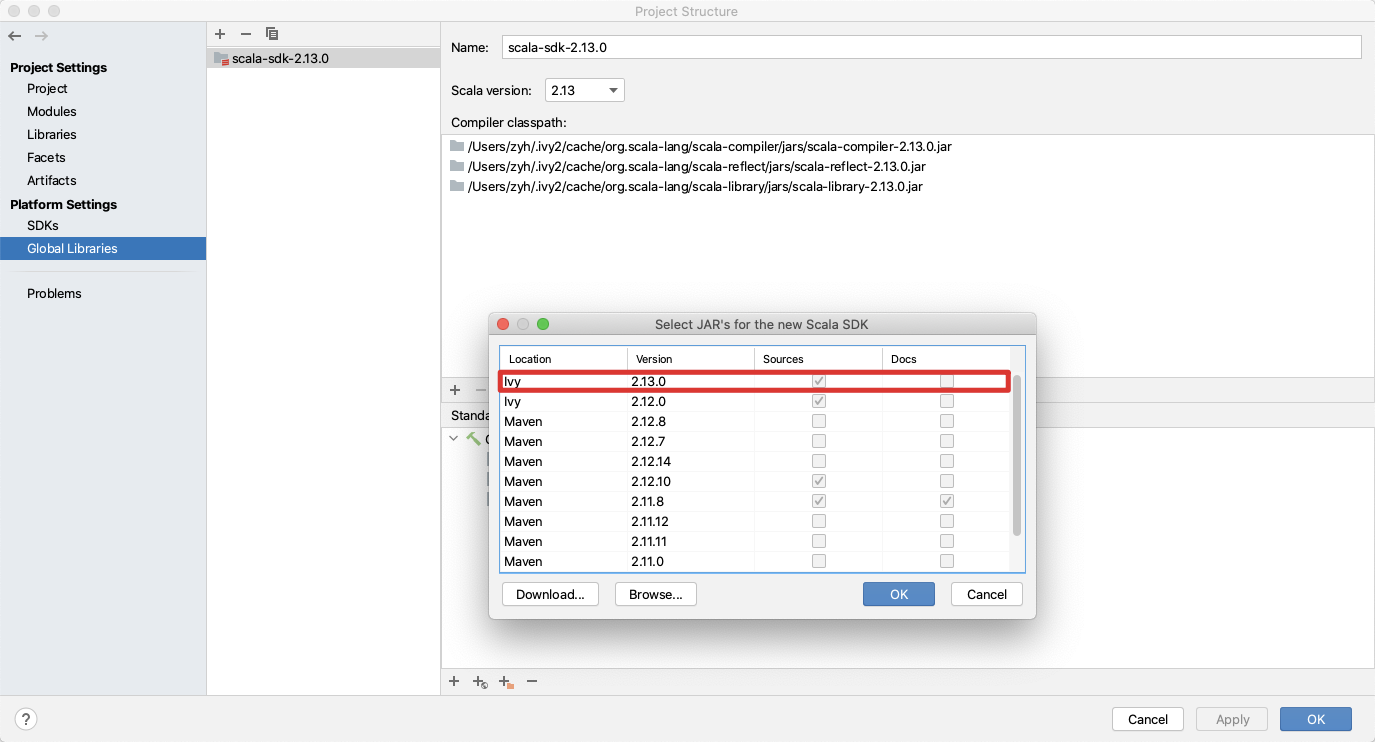 Project Structure
Project Settings
Project
Modules
Libraries
Facets
Artifacts
Platform Settings
SDKs
Global Libraries
Problems
scala-sdk-2.13.0
Name: scala-sdk-2.13.0
Scala version: 2.13
Compiler classpath:
/Users/zyh/.ivy2/cache/org.scala-lang/scala-compiler/jars/scala-compiler-2.13.0.jar
/Users/zyh/.ivy2/cache/org.scala-lang/scala-reflect/jars/scala-reflect-2.13.0.jar
/Users/zyh/.ivy2/cache/org.scala-lang/scala-library/jars/scala-library-2.13.0.jar
Select JAR's for the new Scala SDK
Location Version Sources Docs
Ivy 2.13.0
Ivy 2.12.0
Maven 2.12.8
Maven 2.12.7
Maven 2.12.14
Maven 2.12.10
Maven 2.11.8
Maven 2.11.12
Maven 2.11.11
Maven 2.11.0
Download... Browse... OK Cancel
? Cancel Apply OK